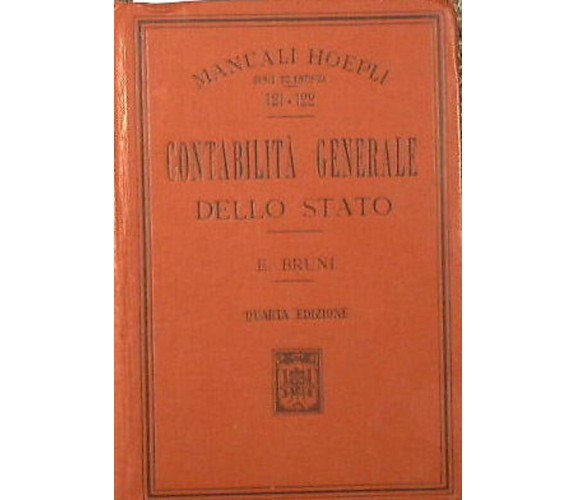 MANUALI HOEPLI
121-122
CONTABILITÀ GENERALE
DELLO STATO
E. BRUNI
QUARTA EDIZIONE